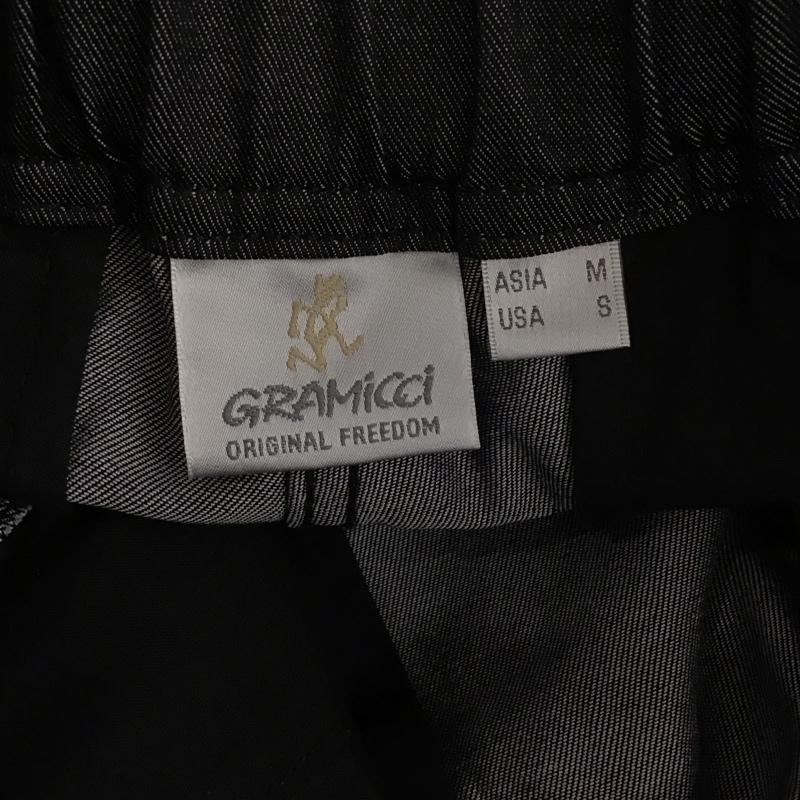 GRAMiCCi
ORIGINAL FREEDOM
ASIA M
USA S